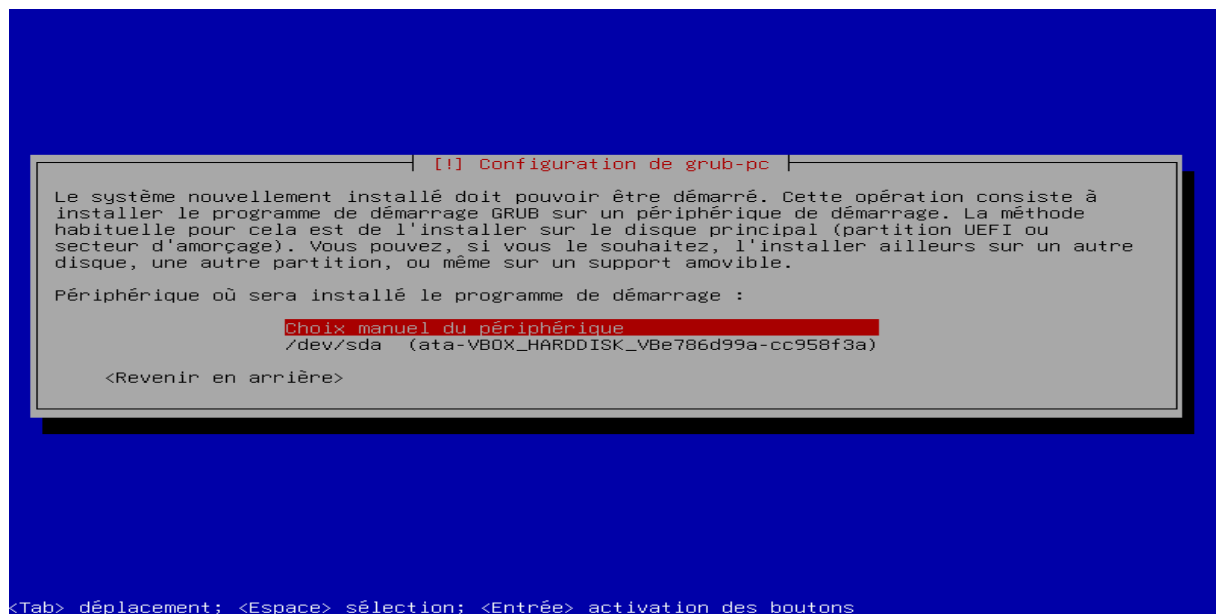 [!] Configuration de grub-pc
Le système nouvellement installé doit pouvoir être démarré. Cette opération consiste à
installer le programme de démarrage GRUB sur un périphérique de démarrage. La méthode
habituelle pour cela est de l'installer sur le disque principal (partition UEFI ou
secteur d'amorçage). Vous pouvez, si vous le souhaitez, l'installer ailleurs sur un autre
disque, une autre partition, ou même sur un support amovible.
Périphérique où sera installé le programme de démarrage :
Choix manuel du périphérique
/dev/sda (ata-VBOX_HARDDISK_VBe786d99a-cc958f3a)
<Revenir en arrière>
<Tab> déplacement; <Espace> sélection; <Entrée> activation des boutons